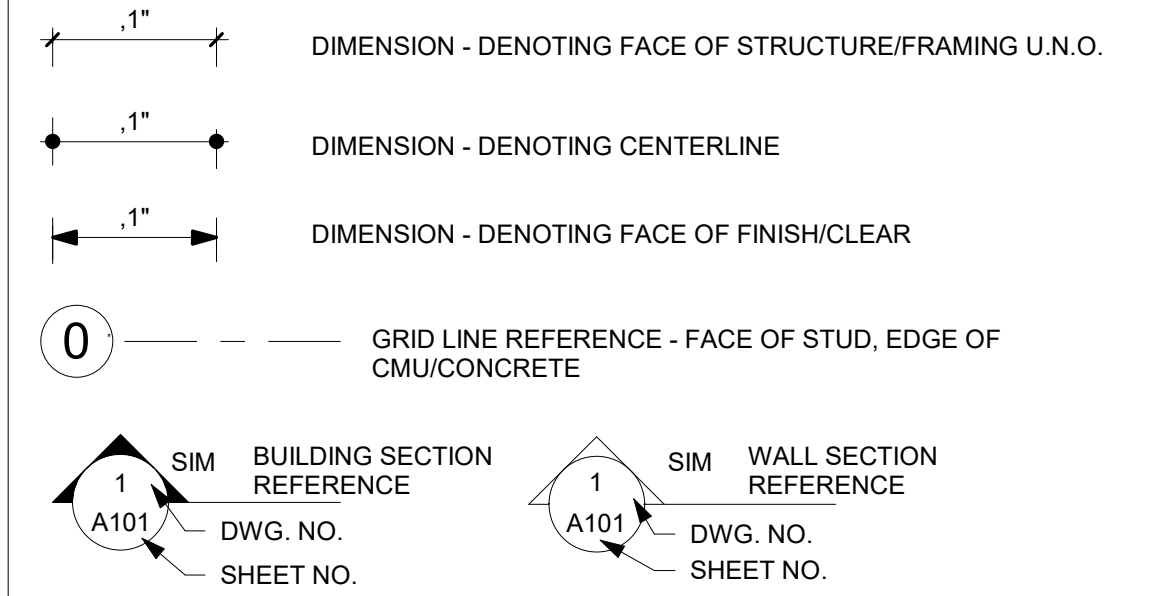 ,1"
DIMENSION - DENOTING FACE OF STRUCTURE/FRAMING U.N.O.
,1"
DIMENSION - DENOTING CENTERLINE
,1"
DIMENSION - DENOTING FACE OF FINISH/CLEAR
0
GRID LINE REFERENCE - FACE OF STUD, EDGE OF
CMU/CONCRETE
1
A101
SIM
BUILDING SECTION
REFERENCE
DWG. NO.
SHEET NO.
1
A101
SIM
WALL SECTION
REFERENCE
DWG. NO.
SHEET NO.